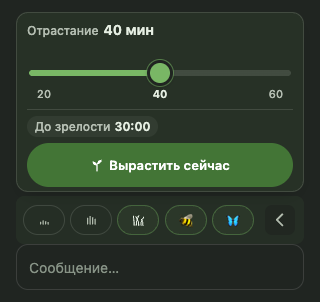 Отрастание 40 мин
20 40 60
До зрелости 30:00
Вырастить сейчас
Сообщение...